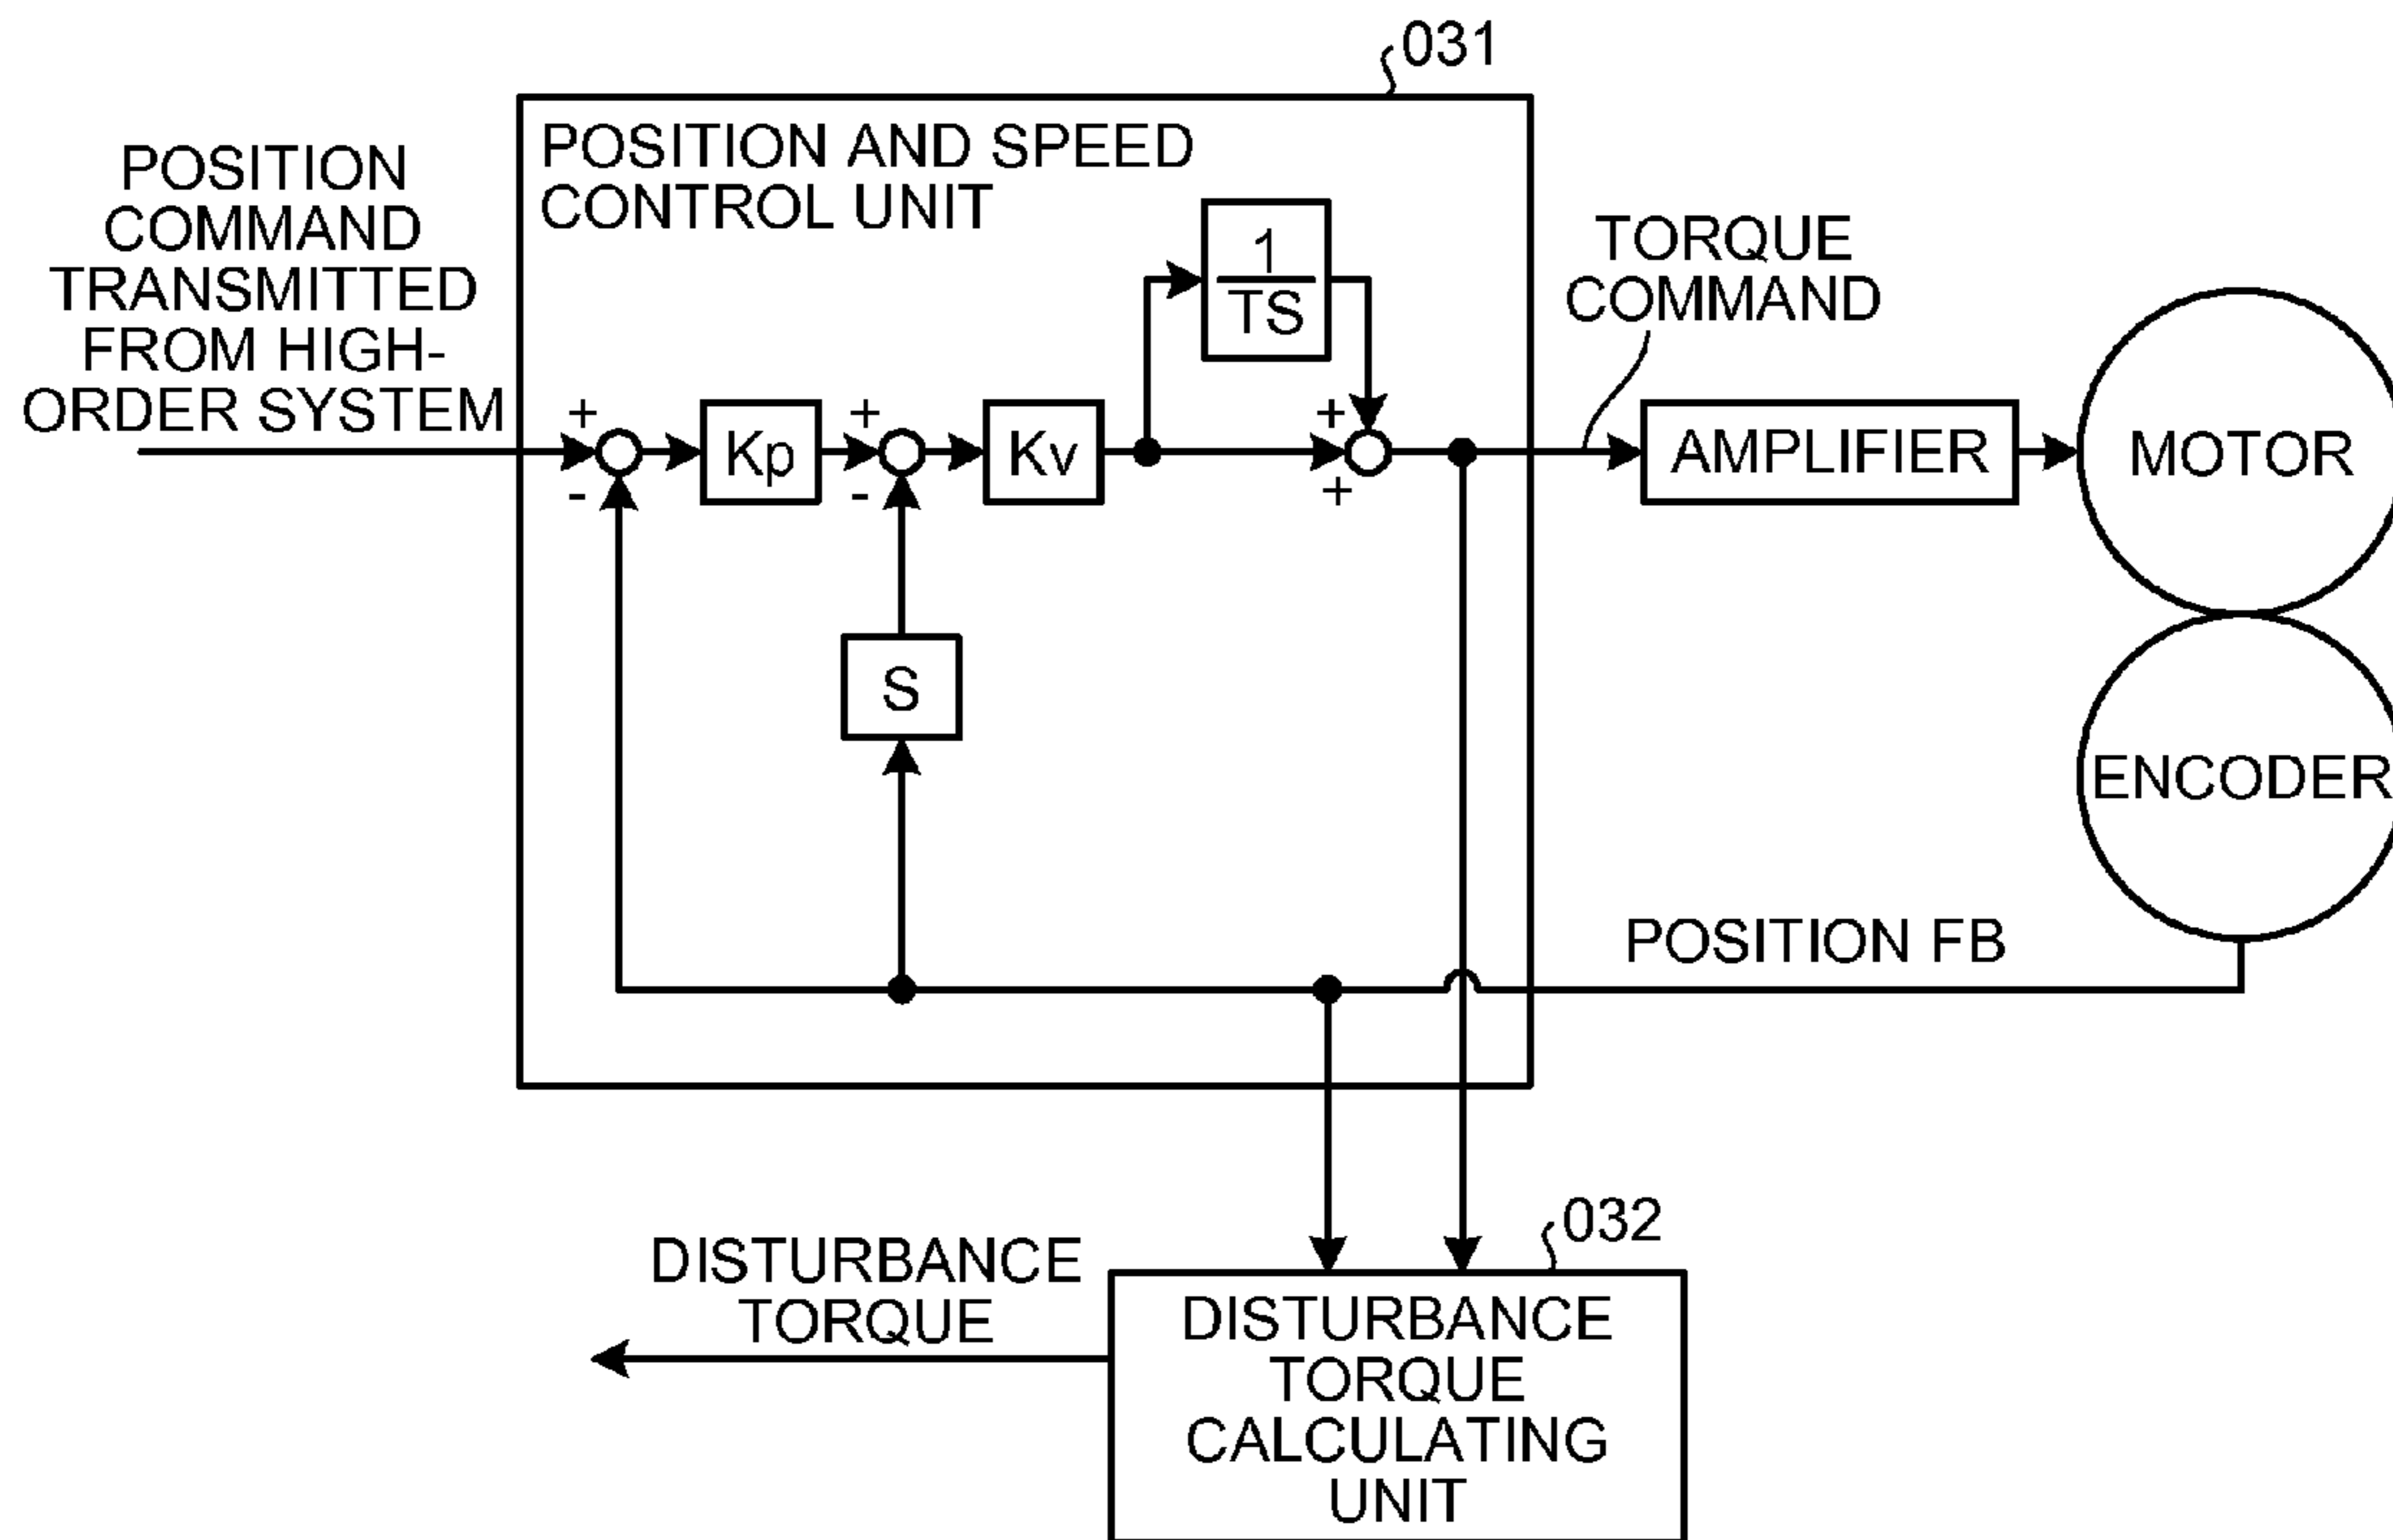 031
POSITION AND SPEED
CONTROL UNIT
POSITION
COMMAND
TRANSMITTED
FROM HIGH-
ORDER SYSTEM
1
TS
TORQUE
COMMAND
+
-
Kp
+
-
Kv
+
+
AMPLIFIER
MOTOR
S
ENCODER
POSITION FB
032
DISTURBANCE
TORQUE
DISTURBANCE
TORQUE
CALCULATING
UNIT